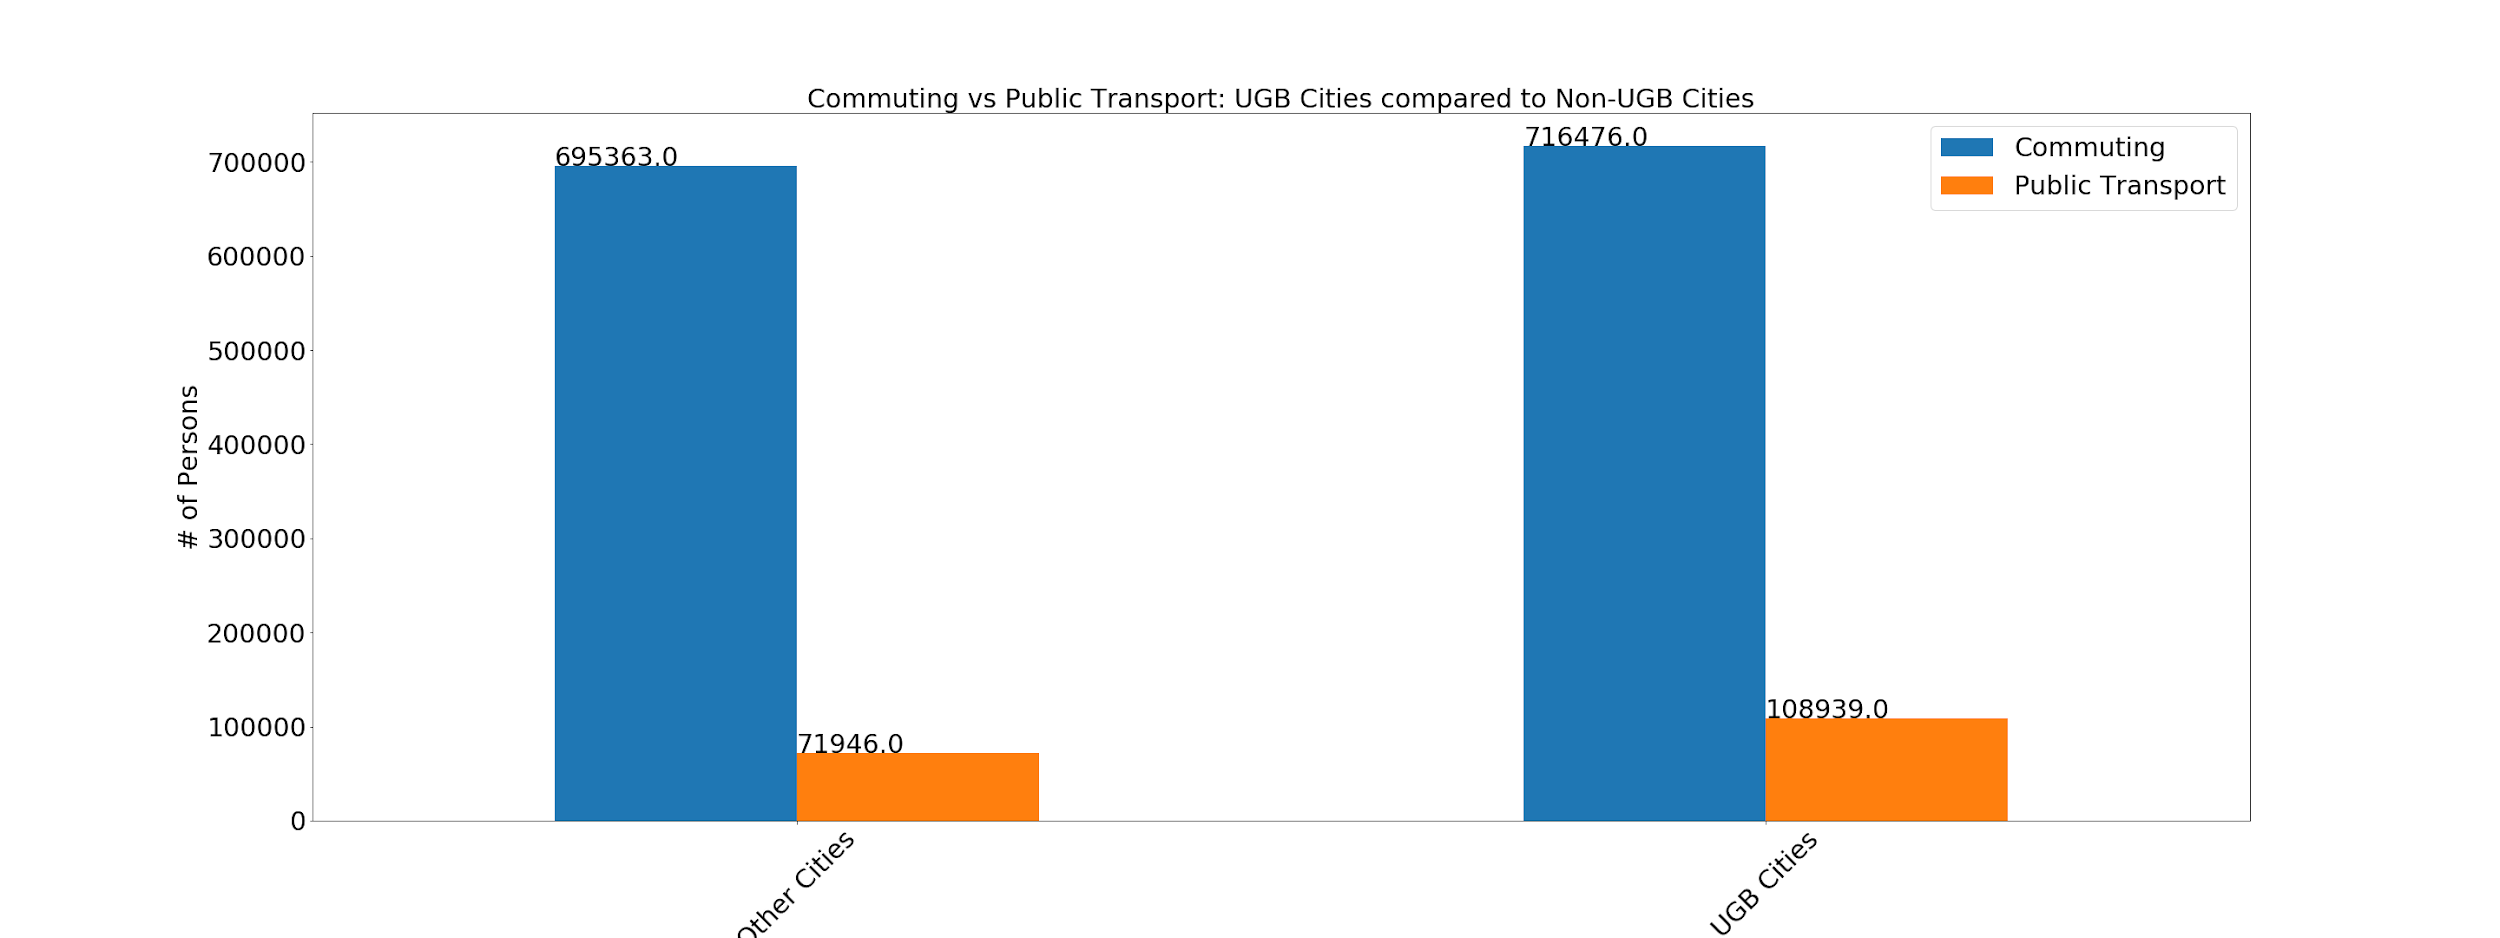 Commuting vs Public Transport: UGB Cities compared to Non-UGB Cities
Commuting
Public Transport
# of Persons
700000
600000
500000
400000
300000
200000
100000
0
695363.0
71946.0
716476.0
108939.0
Other Cities
UGB Cities